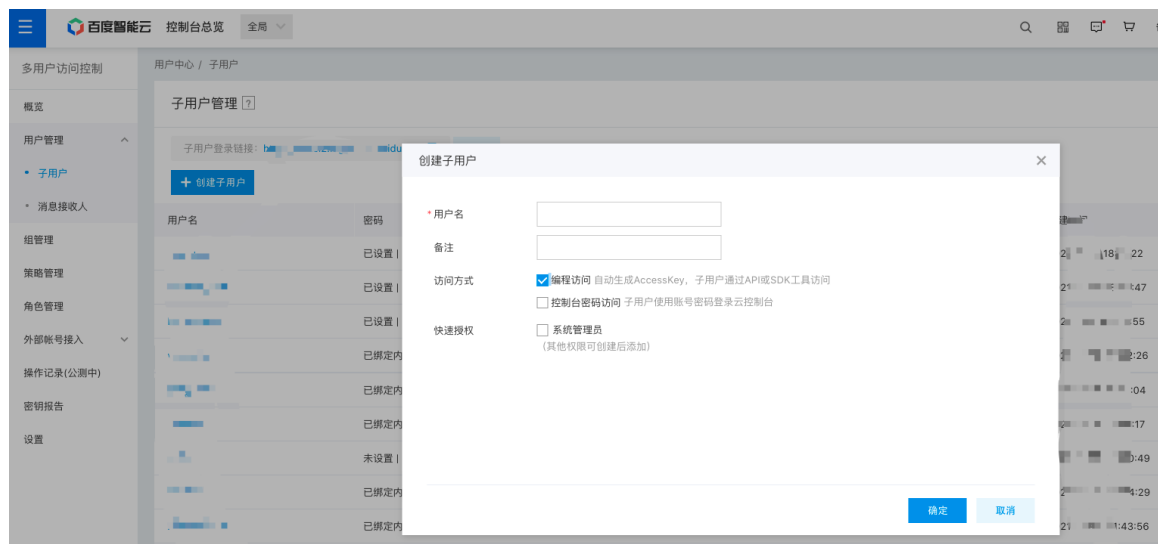 百度智能云 控制台总览 全局
多用户访问控制
用户中心 / 子用户
概览
子用户管理 ?
用户管理
子用户登录链接:
创建子用户
子用户
+ 创建子用户
消息接收人
用户名 密码
* 用户名
组管理
备注
已设置 |
22
策略管理
访问方式
编程访问 自动生成AccessKey，子用户通过API或SDK工具访问
已设置 |
:47
控制台密码访问 子用户使用账号密码登录云控制台
角色管理
已设置 |
55
快速授权
系统管理员
(其他权限可创建后添加)
外部帐号接入
已绑定内
:26
操作记录(公测中)
已绑定内
:04
密钥报告
已绑定内
:17
设置
未设置 |
:49
已绑定内
:29
确定 取消
已绑定内
:43:56